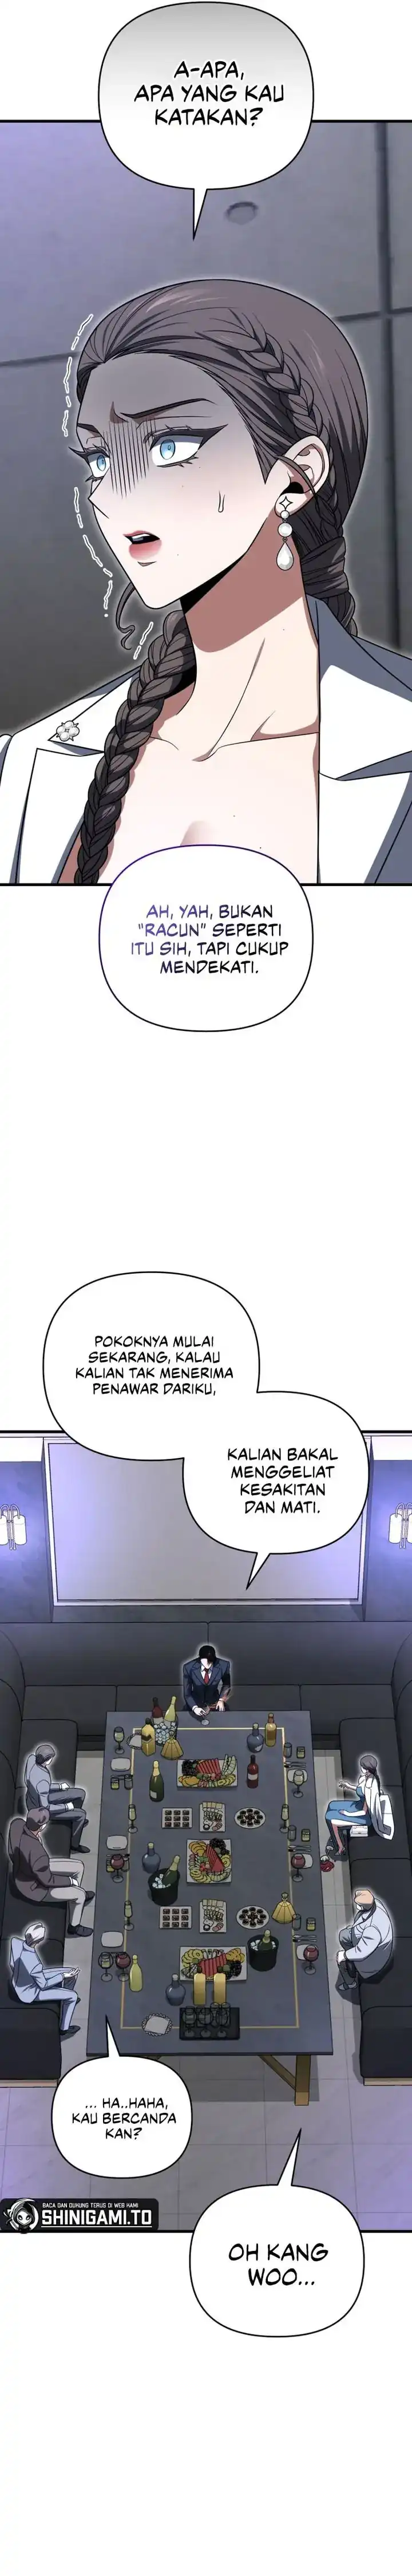 A-APA,
APA YANG KAU
KATAKAN?
AH, YAH, BUKAN
"RACUN" SEPERTI
ITU SIH, TAPI CUKUP
MENDEKATI.
POKOKNYA MULAI
SEKARANG, KALAU
KALIAN TAK MENERIMA
PENAWAR DARIKU,
KALIAN BAKAL
MENGGELIAT
KESAKITAN
DAN MATI.
... HA..HAHA,
KAU BERCANDA
KAN?
BACA DAN DUKUNG TERUS DI WEB KAMI
SHINIGAMI.TO
OH KANG
WOO...